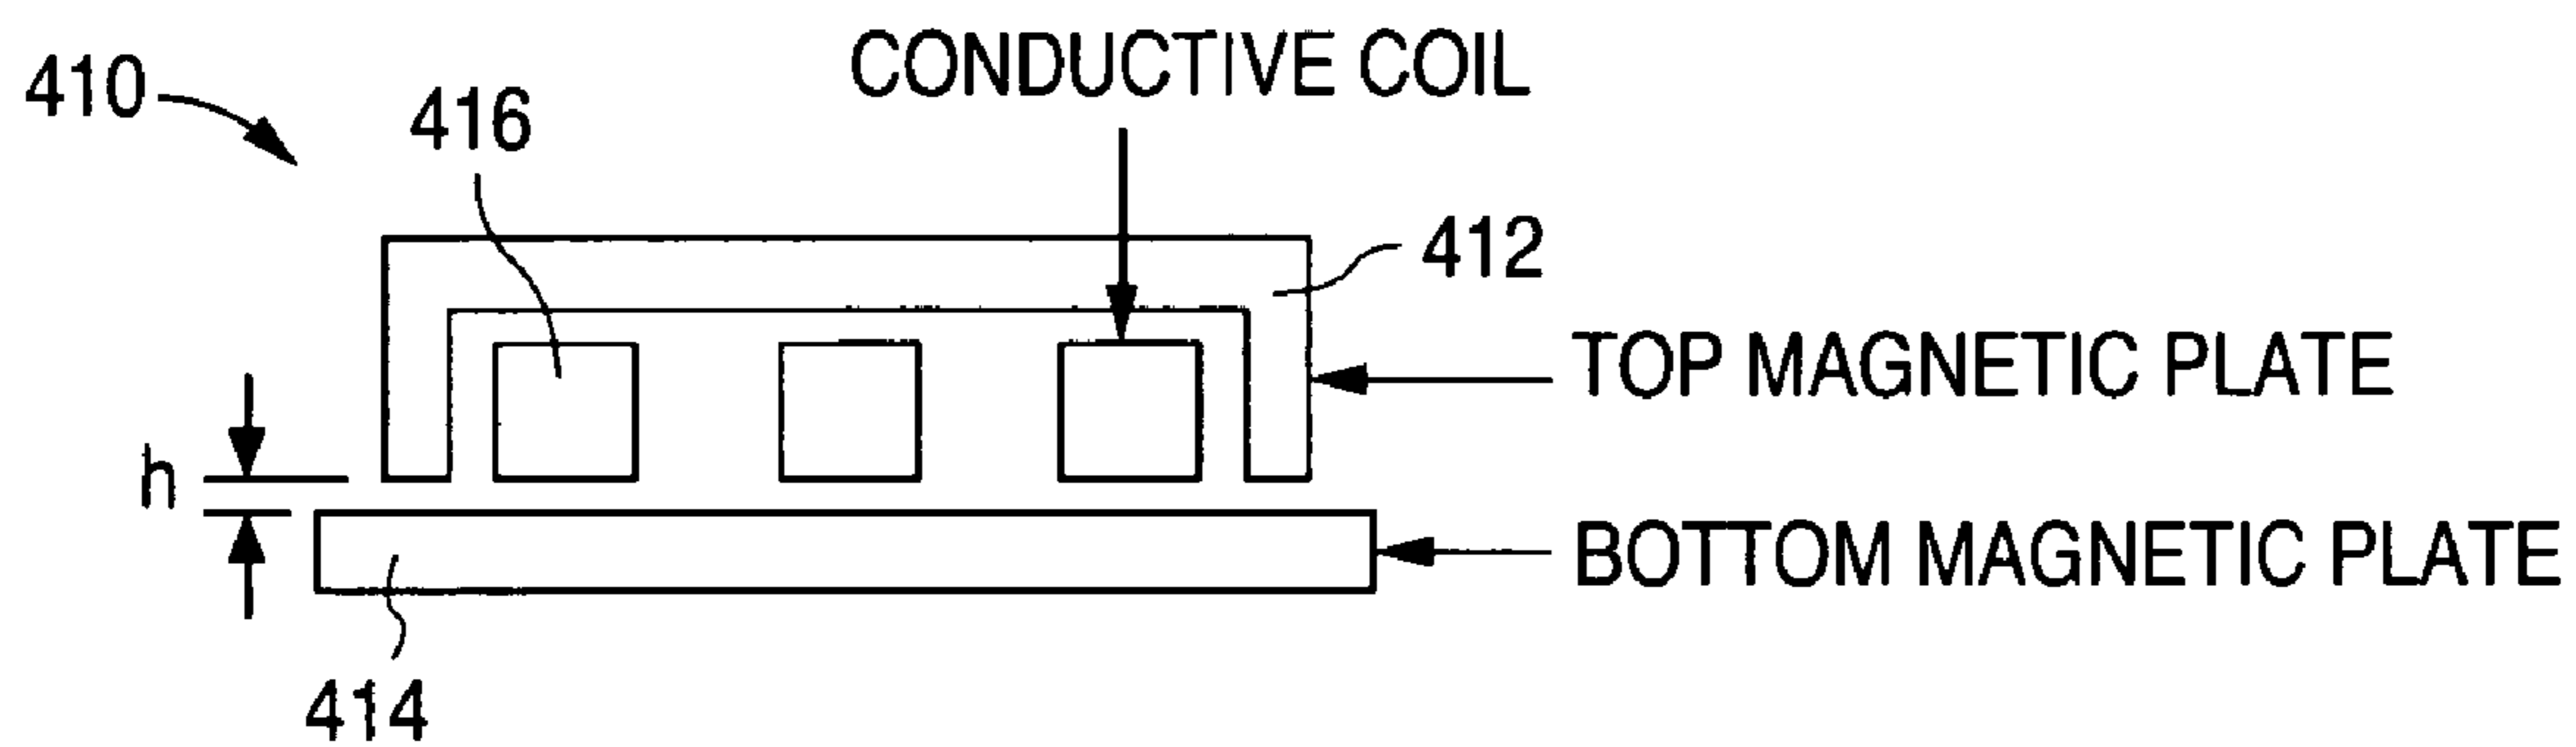 410
416
CONDUCTIVE COIL
412
TOP MAGNETIC PLATE
h
BOTTOM MAGNETIC PLATE
414